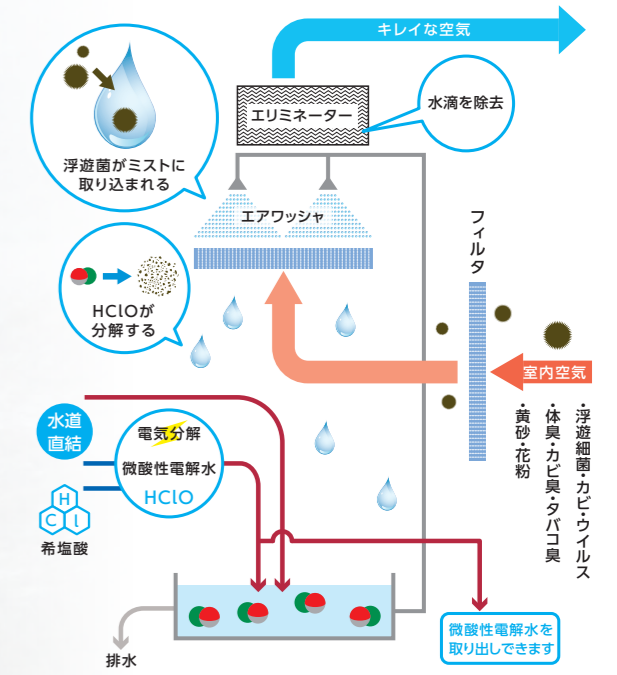 キレイな空気
エリミネーター
水滴を除去
浮遊菌がミストに
取り込まれる
エアワッシャ
フィルタ
HClOが
分解する
室内空気
・浮遊細菌・カビ・ウイルス
・体臭・カビ臭・タバコ臭
・黄砂・花粉
水道
直結
電気分解
微酸性電解水
HClO
H
C l
希塩酸
微酸性電解水を
取り出しできます
排水